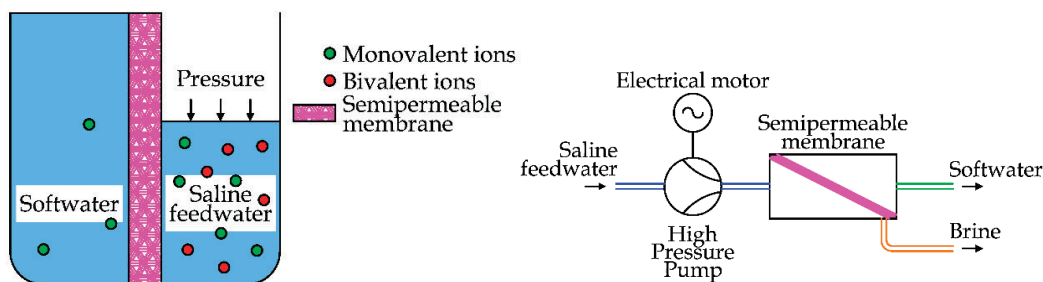 Pressure
Softwater
Saline
feedwater
Monovalent ions
Bivalent ions
Semipermeable
membrane
Electrical motor
Saline
feedwater
High
Pressure
Pump
Semipermeable
membrane
Softwater
Brine